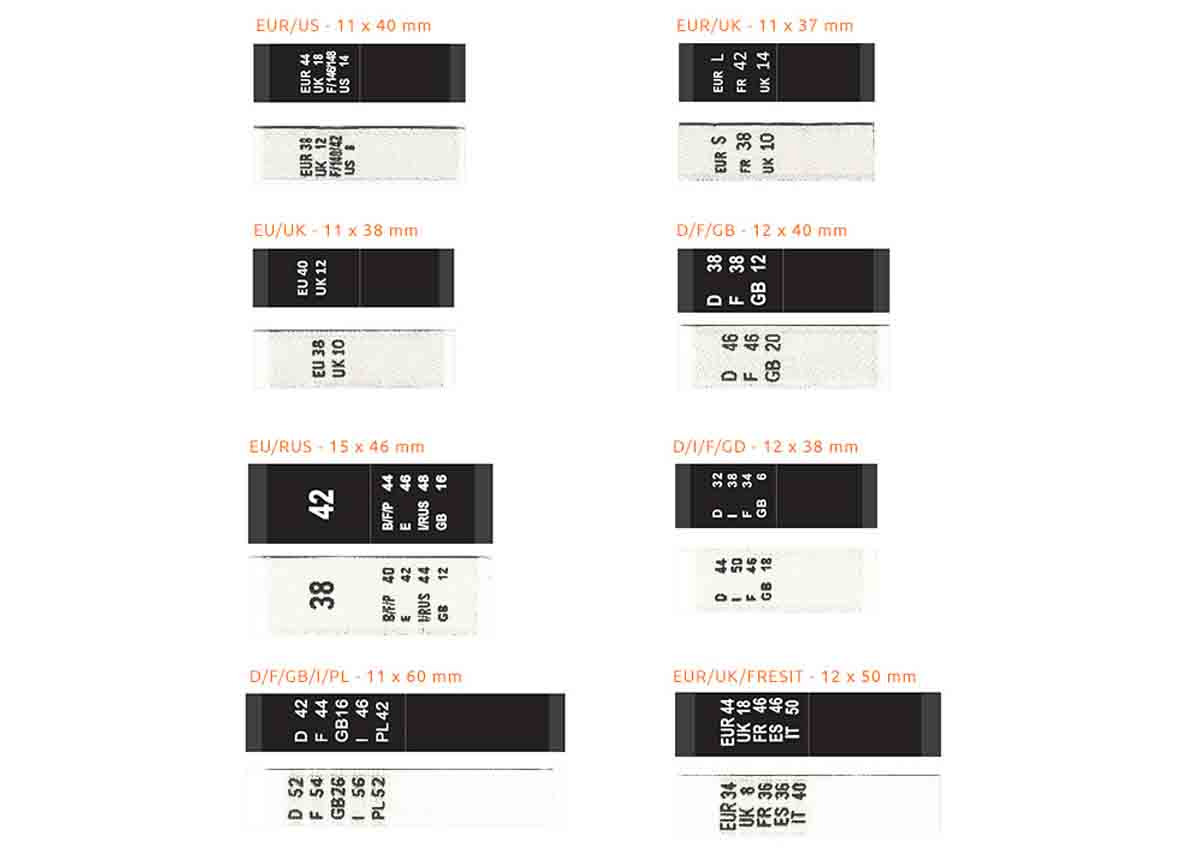 EUR/US - 11 x 40 mm
EUR 44
UK 18
F/146/148
US 14
EUR 38
UK 12
F/140/42
US 8
EUR/UK - 11 x 37 mm
EUR L
FR 42
UK 14
EUR S
FR 38
UK 10
EU/UK - 11 x 38 mm
EU 40
UK 12
EU 38
UK 10
D/F/GB - 12 x 40 mm
D 38
F 38
GB 12
D 46
F 46
GB 20
EU/RUS - 15 x 46 mm
42
B/F/P 44
E 46
I/RUS 48
GB 16
38
B/F/P 40
E 42
I/RUS 44
GB 12
D/I/F/GD - 12 x 38 mm
D 32
I 38
F 34
GB 6
D 44
I 50
F 46
GB 18
D/F/GB/I/PL - 11 x 60 mm
D 42
F 44
GB16
I 46
PL42
D 52
F 54
GB26
I 56
PL52
EUR/UK/FRESIT - 12 x 50 mm
EUR 44
UK 18
FR 46
ES 46
IT 50
EUR 34
UK 8
FR 36
ES 36
IT 40